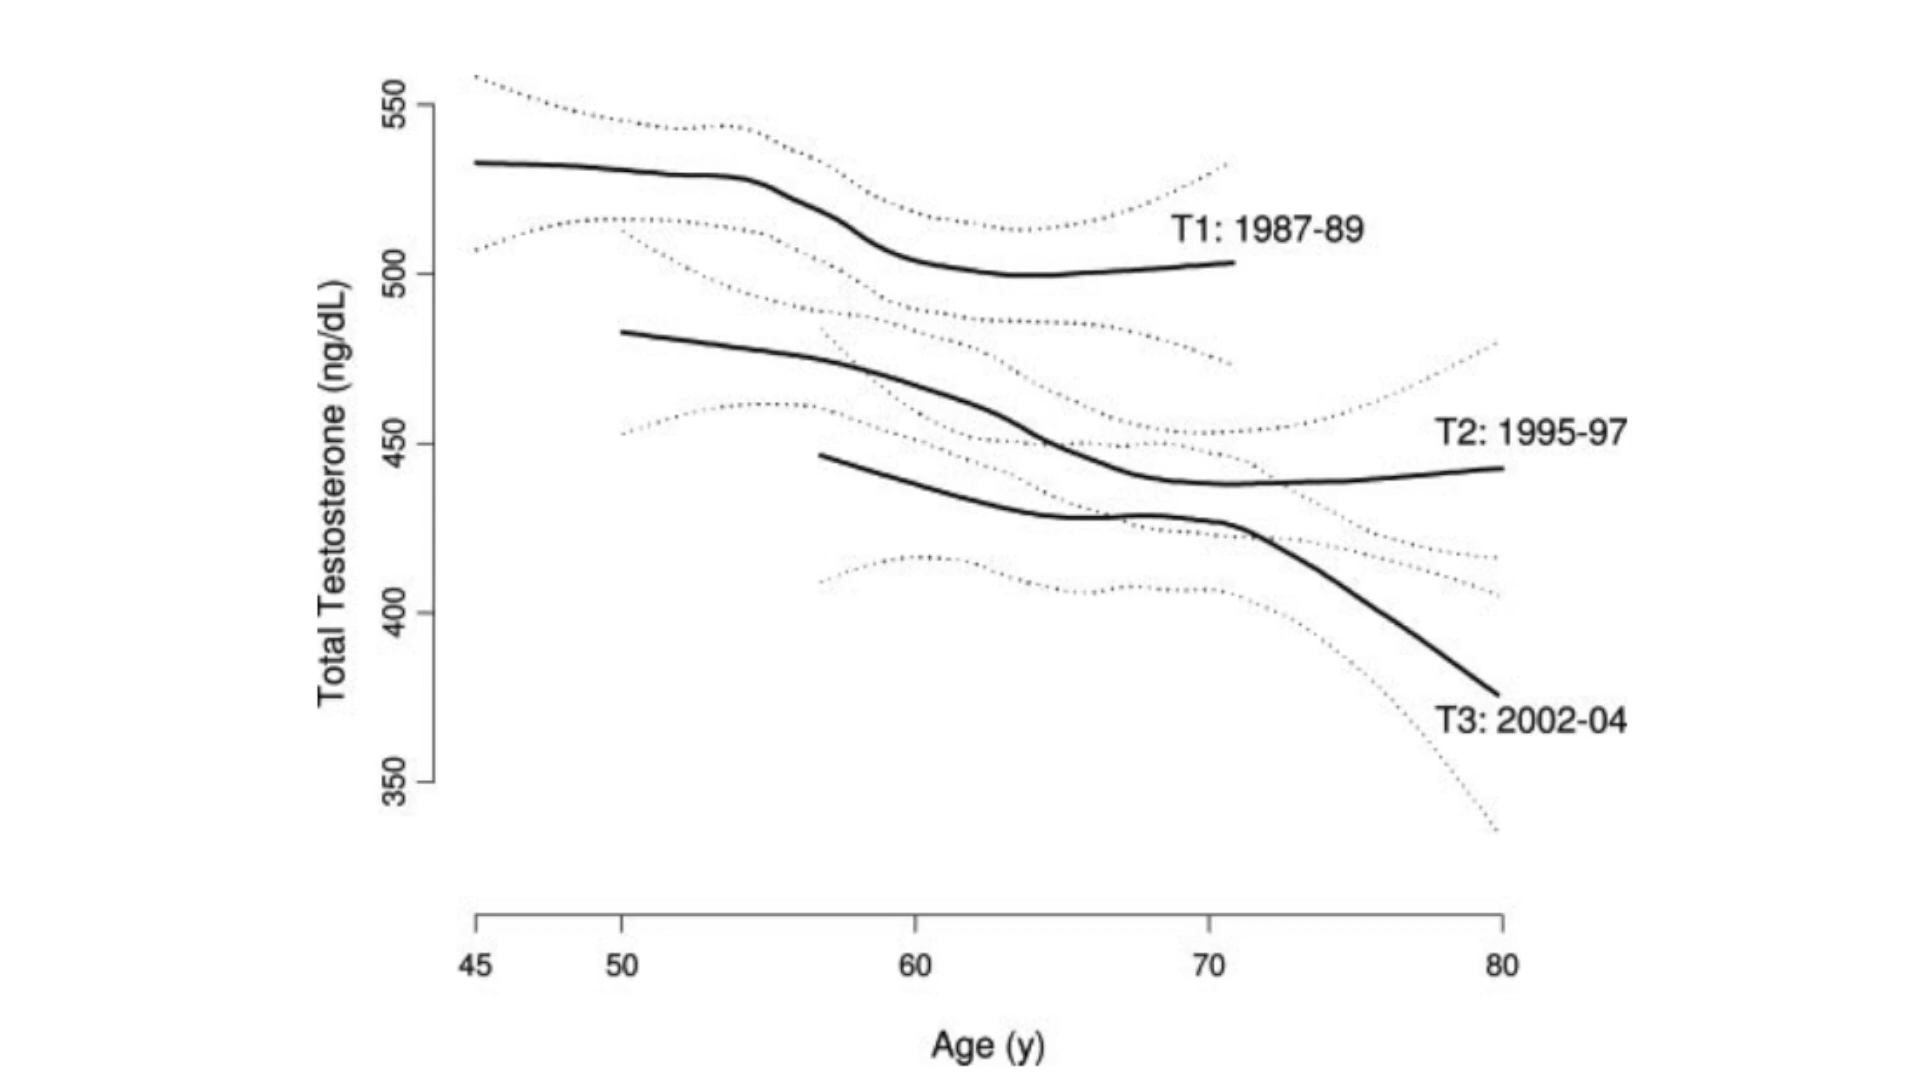 550
500
450
400
350
Total Testosterone (ng/dL)
T1: 1987-89
T2: 1995-97
T3: 2002-04
45 50 60 70 80
Age (y)